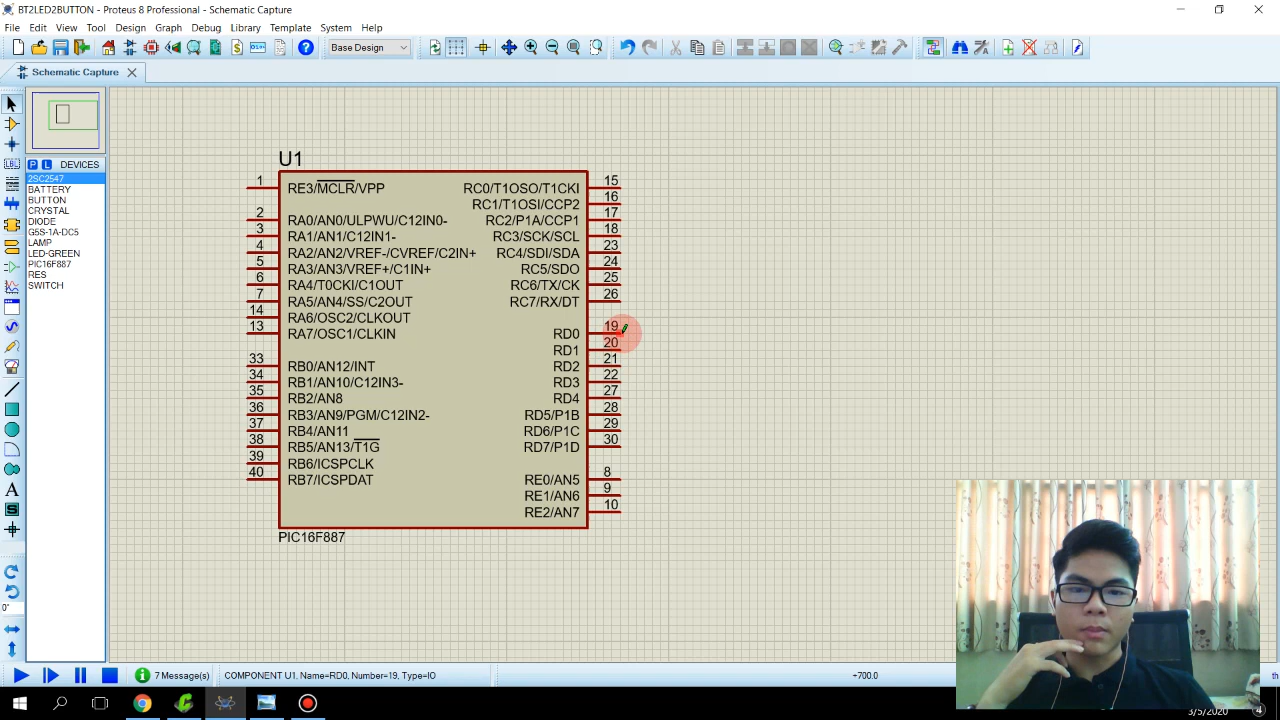 BT2LED2BUTTON - Proteus 8 Professional - Schematic Capture
File Edit View Tool Design Graph Debug Library Template System Help
Base Design
Schematic Capture
P L DEVICES
2SC2547
BATTERY
BUTTON
CRYSTAL
DIODE
G5S-1A-DC5
LAMP
LED-GREEN
PIC16F887
RES
SWITCH
0°
U1
1 RE3/MCLR/VPP
2 RA0/AN0/ULPWU/C12IN0-
3 RA1/AN1/C12IN1-
4 RA2/AN2/VREF-/CVREF/C2IN+
5 RA3/AN3/VREF+/C1IN+
6 RA4/T0CKI/C1OUT
7 RA5/AN4/SS/C2OUT
14 RA6/OSC2/CLKOUT
13 RA7/OSC1/CLKIN
33 RB0/AN12/INT
34 RB1/AN10/C12IN3-
35 RB2/AN8
36 RB3/AN9/PGM/C12IN2-
37 RB4/AN11
38 RB5/AN13/T1G
39 RB6/ICSPCLK
40 RB7/ICSPDAT
RC0/T1OSO/T1CKI 15
RC1/T1OSI/CCP2 16
RC2/P1A/CCP1 17
RC3/SCK/SCL 18
RC4/SDI/SDA 23
RC5/SDO 24
RC6/TX/CK 25
RC7/RX/DT 26
RD0 19
RD1 20
RD2 21
RD3 22
RD4 27
RD5/P1B 28
RD6/P1C 29
RD7/P1D 30
RE0/AN5 8
RE1/AN6 9
RE2/AN7 10
PIC16F887
7 Message(s) COMPONENT U1, Name=RD0, Number=19, Type=IO +700.0 th
3/5/2020 4